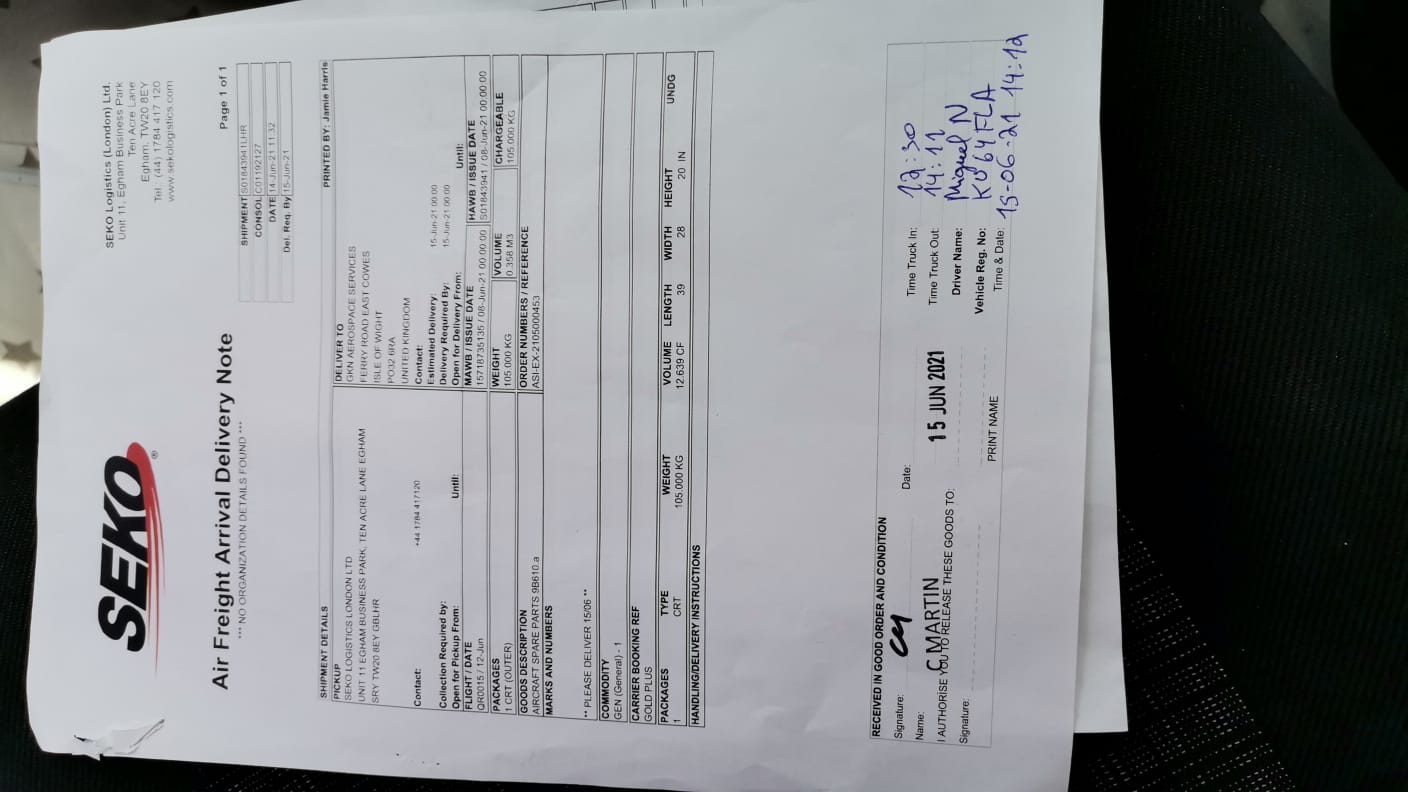 SEKO®
SEKO Logistics (London) Ltd.
Unit 11, Egham Business Park
Ten Acre Lane
Egham, TW20 8EY
Tel: (44) 1784 417 120
www.sekologistics.com
Air Freight Arrival Delivery Note
Page 1 of 1
*** NO ORGANIZATION DETAILS FOUND ***
SHIPMENT S01843941LHR
CONSOL C01192127
DATE 14-Jun-21 11:32
Del. Req. By 15-Jun-21
SHIPMENT DETAILS PRINTED BY: Jamie Harris
PICKUP
SEKO LOGISTICS LONDON LTD
UNIT 11 EGHAM BUSINESS PARK, TEN ACRE LANE EGHAM
SRY TW20 8EY GBLHR
Contact: +44 1784 417120
Collection Required by:
Open for Pickup From: Until:
DELIVER TO
GKN AEROSPACE SERVICES
FERRY ROAD EAST COWES
ISLE OF WIGHT
PO32 6RA
UNITED KINGDOM
Contact:
Estimated Delivery: 15-Jun-21 00:00
Delivery Required By: 15-Jun-21 00:00
Open for Delivery From: Until:
FLIGHT / DATE MAWB / ISSUE DATE HAWB / ISSUE DATE
QR0015 / 12-Jun 15718735135 / 08-Jun-21 00:00:00 S01843941 / 08-Jun-21 00:00:00
PACKAGES WEIGHT VOLUME CHARGEABLE
1 CRT (OUTER) 105.000 KG 0.358 M3 105.000 KG
GOODS DESCRIPTION ORDER NUMBERS / REFERENCE
AIRCRAFT SPARE PARTS 9B610.a ASI-EX-2105000453
MARKS AND NUMBERS
** PLEASE DELIVER 15/06 **
COMMODITY
GEN (General) - 1
CARRIER BOOKING REF
GOLD PLUS
PACKAGES TYPE WEIGHT VOLUME LENGTH WIDTH HEIGHT UNDG
1 CRT 105.000 KG 12.639 CF 39 28 20 IN
HANDLING/DELIVERY INSTRUCTIONS
RECEIVED IN GOOD ORDER AND CONDITION
Signature: CM Date: Time Truck In: 12:30
Name: C MARTIN 15 JUN 2021 Time Truck Out: 14:11
I AUTHORISE YOU TO RELEASE THESE GOODS TO: Driver Name: Miguel N
Signature: Vehicle Reg. No: KU64FLA
PRINT NAME Time & Date: 15-06-21 14:12